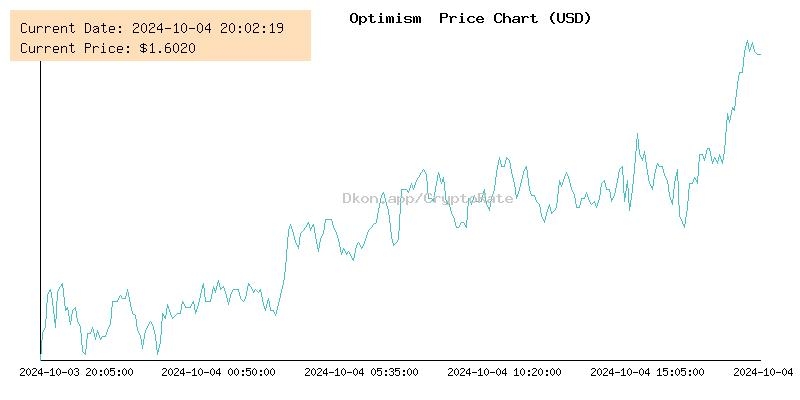 Optimism  Price Chart (USD)
Current Date: 2024-10-04 20:02:19
Current Price: $1.6020
Dkon.app/CryptoRate
2024-10-03 20:05:00 2024-10-04 00:50:00 2024-10-04 05:35:00 2024-10-04 10:20:00 2024-10-04 15:05:00 2024-10-04